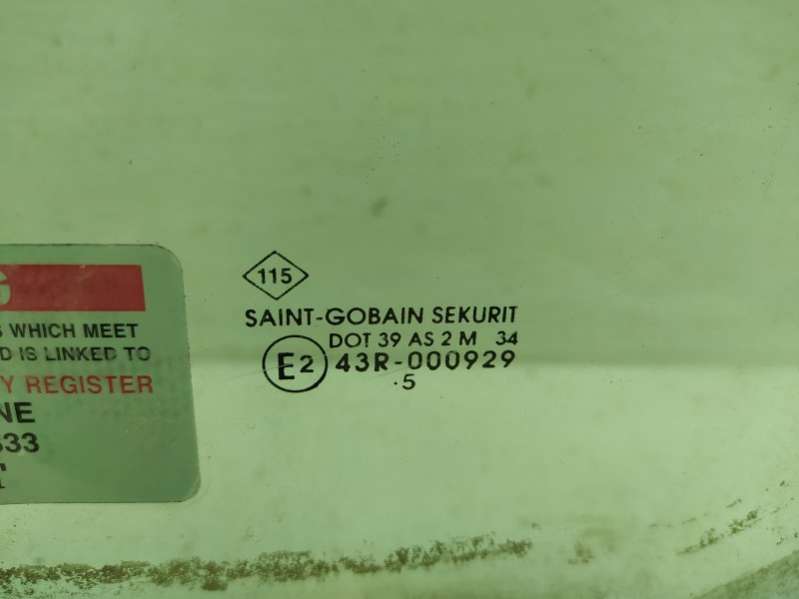 G
S WHICH MEET
D IS LINKED TO
Y REGISTER
NE
633
T
115
SAINT-GOBAIN SEKURIT
DOT 39 AS 2 M 34
E2 43R-000929
.5